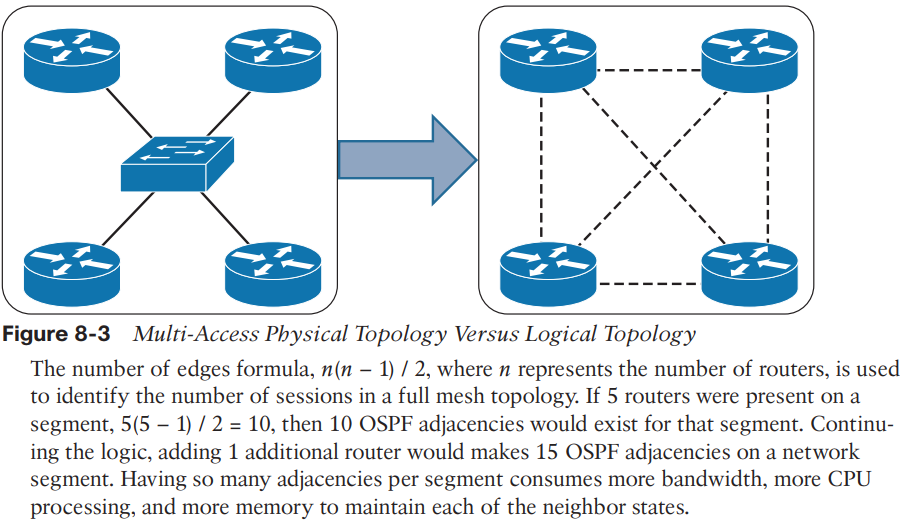 Figure 8-3 Multi-Access Physical Topology Versus Logical Topology
The number of edges formula, n(n – 1) / 2, where n represents the number of routers, is used
to identify the number of sessions in a full mesh topology. If 5 routers were present on a
segment, 5(5 – 1) / 2 = 10, then 10 OSPF adjacencies would exist for that segment. Continu-
ing the logic, adding 1 additional router would makes 15 OSPF adjacencies on a network
segment. Having so many adjacencies per segment consumes more bandwidth, more CPU
processing, and more memory to maintain each of the neighbor states.